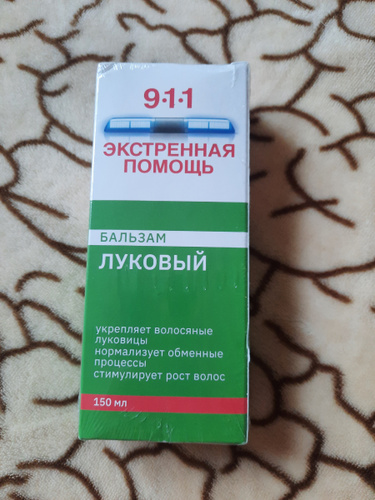 9·1·1
ЭКСТРЕННАЯ
ПОМОЩЬ
БАЛЬЗАМ
ЛУКОВЫЙ
укрепляет волосяные
луковицы
нормализует обменные
процессы
стимулирует рост волос
150 мл